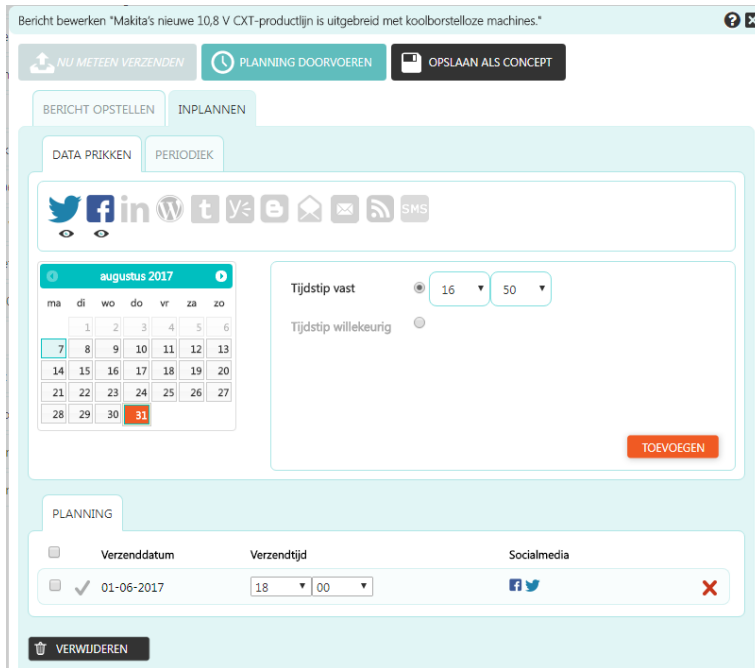 Bericht bewerken "Makita's nieuwe 10,8 V CXT-productlijn is uitgebreid met koolborstelloze machines."
NU METEEN VERZENDEN PLANNING DOORVOEREN OPSLAAN ALS CONCEPT
BERICHT OPSTELLEN INPLANNEN
DATA PRIKKEN PERIODIEK
SMS
augustus 2017
ma di wo do vr za zo
1 2 3 4 5 6
7 8 9 10 11 12 13
14 15 16 17 18 19 20
21 22 23 24 25 26 27
28 29 30 31
Tijdstip vast 16 50
Tijdstip willekeurig
TOEVOEGEN
PLANNING
Verzenddatum Verzendtijd Socialmedia
01-06-2017 18 00
VERWIJDEREN